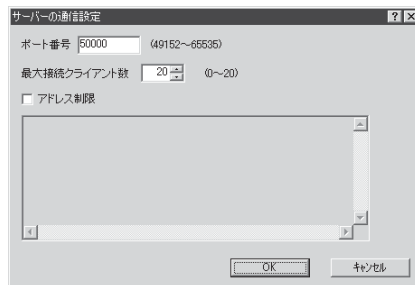 サーバーの通信設定
ポート番号 50000 (49152～65535)
最大接続クライアント数 20 (0～20)
アドレス制限
OK キャンセル